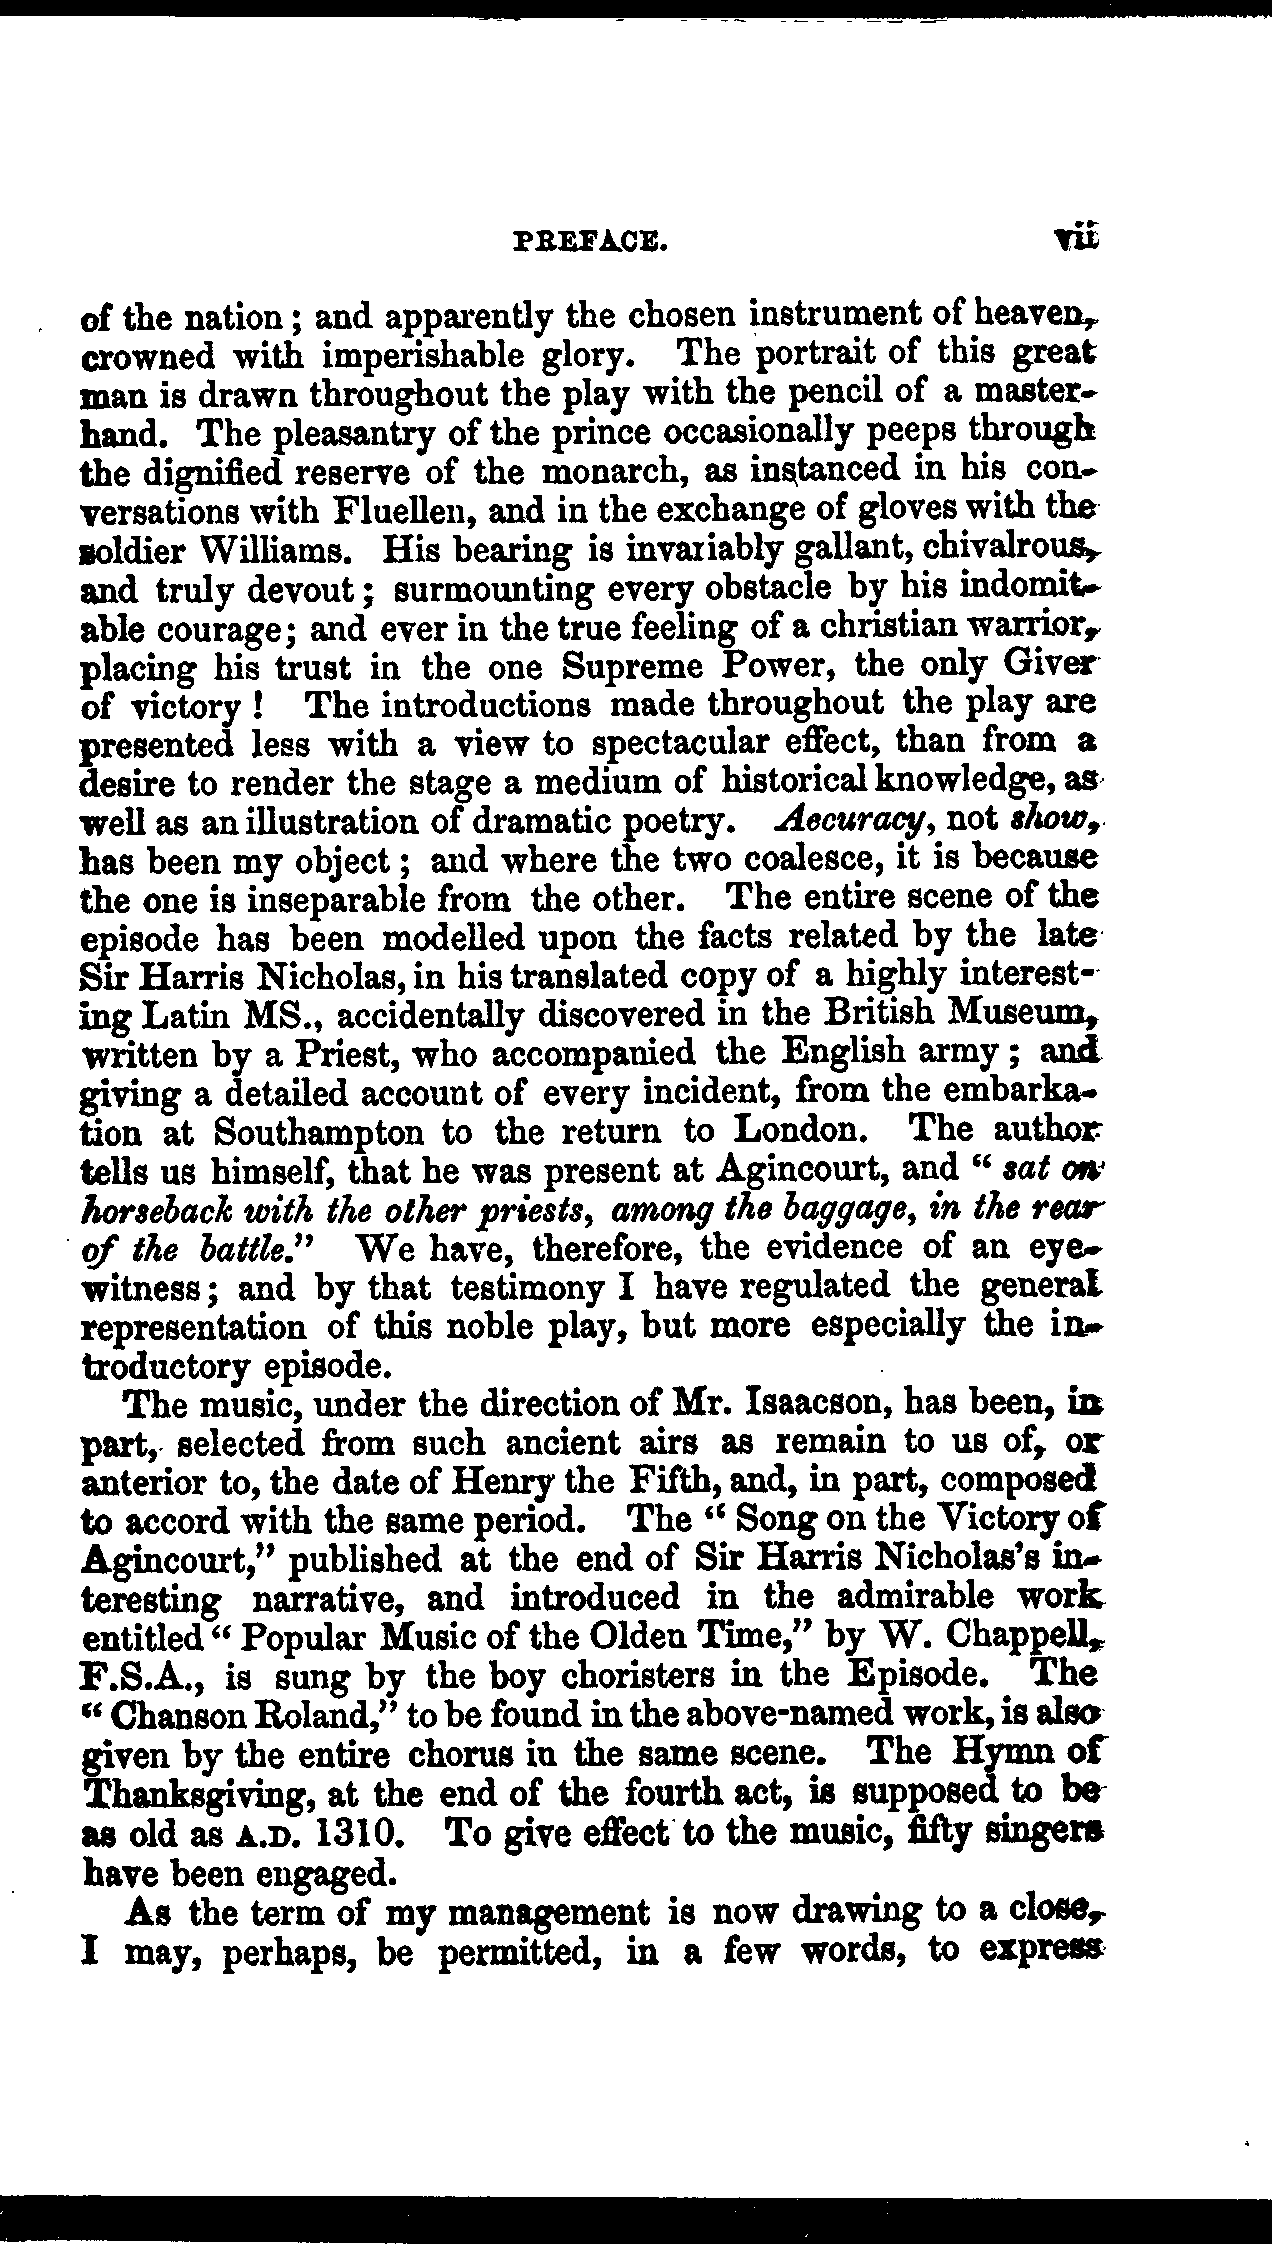 PREFACE. vii
of the nation; and apparently the chosen instrument of heaven,
crowned with imperishable glory. The portrait of this great
man is drawn throughout the play with the pencil of a master-
hand. The pleasantry of the prince occasionally peeps through
the dignified reserve of the monarch, as instanced in his con-
versations with Fluellen, and in the exchange of gloves with the
soldier Williams. His bearing is invariably gallant, chivalrous,
and truly devout; surmounting every obstacle by his indomit-
able courage; and ever in the true feeling of a christian warrior,
placing his trust in the one Supreme Power, the only Giver
of victory! The introductions made throughout the play are
presented less with a view to spectacular effect, than from a
desire to render the stage a medium of historical knowledge, as
well as an illustration of dramatic poetry. Accuracy, not show,
has been my object; and where the two coalesce, it is because
the one is inseparable from the other. The entire scene of the
episode has been modelled upon the facts related by the late
Sir Harris Nicholas, in his translated copy of a highly interest-
ing Latin MS., accidentally discovered in the British Museum,
written by a Priest, who accompanied the English army; and
giving a detailed account of every incident, from the embarka-
tion at Southampton to the return to London. The author
tells us himself, that he was present at Agincourt, and "sat on
horseback with the other priests, among the baggage, in the rear
of the battle." We have, therefore, the evidence of an eye-
witness; and by that testimony I have regulated the general
representation of this noble play, but more especially the in-
troductory episode.
The music, under the direction of Mr. Isaacson, has been, in
part, selected from such ancient airs as remain to us of, or
anterior to, the date of Henry the Fifth, and, in part, composed
to accord with the same period. The "Song on the Victory of
Agincourt," published at the end of Sir Harris Nicholas's in-
teresting narrative, and introduced in the admirable work
entitled "Popular Music of the Olden Time," by W. Chappell,
F.S.A., is sung by the boy choristers in the Episode. The
"Chanson Roland," to be found in the above-named work, is also
given by the entire chorus in the same scene. The Hymn of
Thanksgiving, at the end of the fourth act, is supposed to be
as old as A.D. 1310. To give effect to the music, fifty singers
have been engaged.
As the term of my management is now drawing to a close,
I may, perhaps, be permitted, in a few words, to express